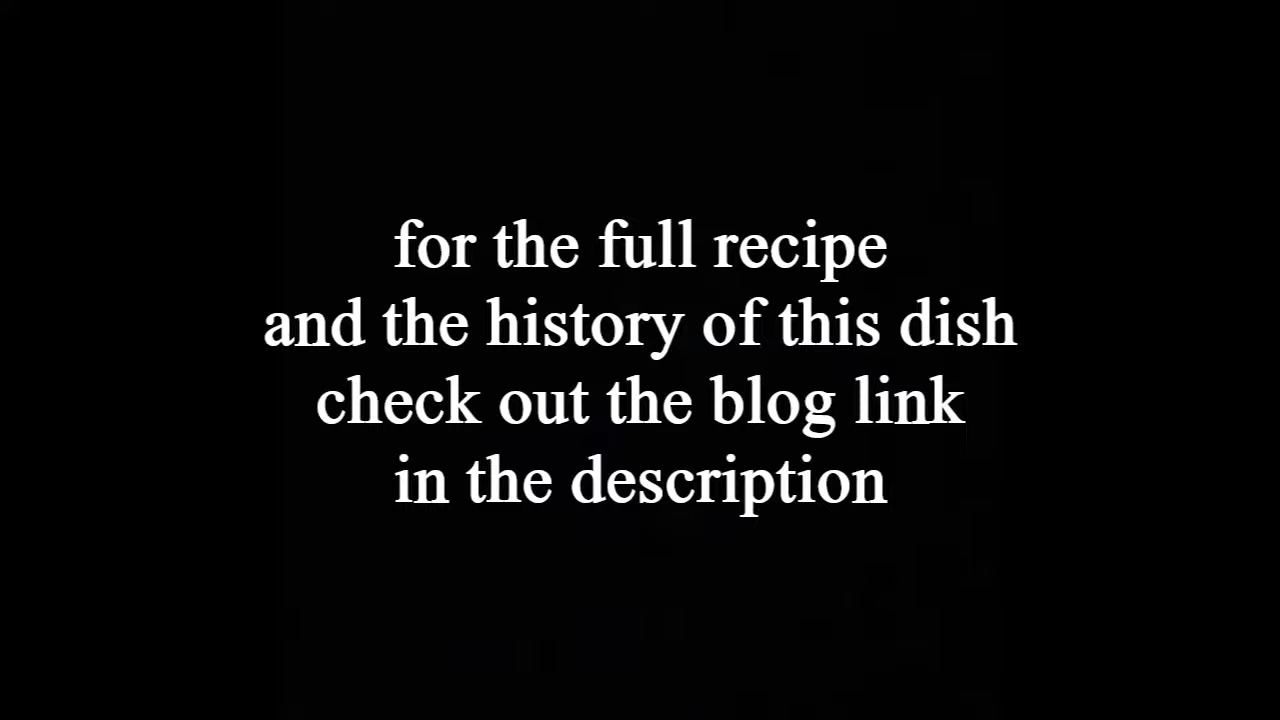 for the full recipe
and the history of this dish
check out the blog link
in the description